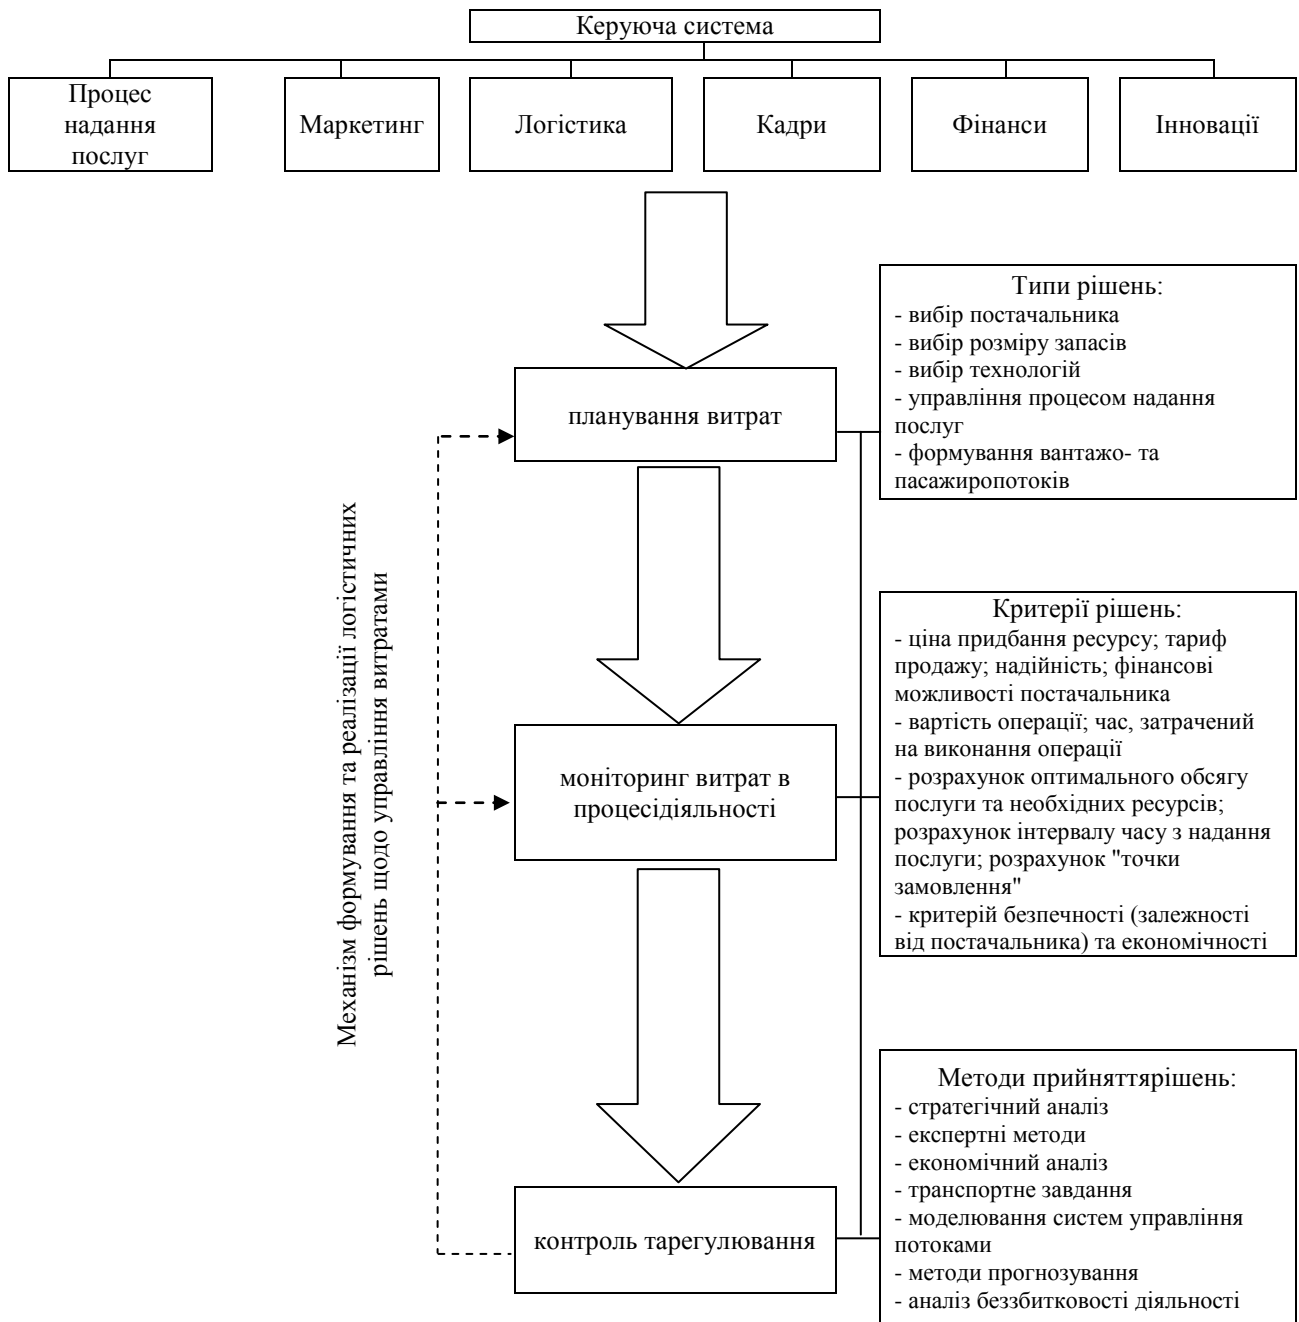 Керуюча система
Процес
надання
послуг
Маркетинг
Логістика
Кадри
Фінанси
Інновації
Типи рішень:
- вибір постачальника
- вибір розміру запасів
- вибір технологій
- управління процесом надання
послуг
- формування вантажо- та
пасажиропотоків
планування витрат
Механізм формування та реалізації логістичних
рішень щодо управління витратами
Критерії рішень:
- ціна придбання ресурсу; тариф
продажу; надійність; фінансові
можливості постачальника
- вартість операції; час, затрачений
на виконання операції
- розрахунок оптимального обсягу
послуги та необхідних ресурсів;
розрахунок інтервалу часу з надання
послуги; розрахунок "точки
замовлення"
- критерій безпечності (залежності
від постачальника) та економічності
моніторинг витрат в
процесідіяльності
Методи прийняттярішень:
- стратегічний аналіз
- експертні методи
- економічний аналіз
- транспортне завдання
- моделювання систем управління
потоками
- методи прогнозування
- аналіз беззбитковості діяльності
контроль тарегулювання